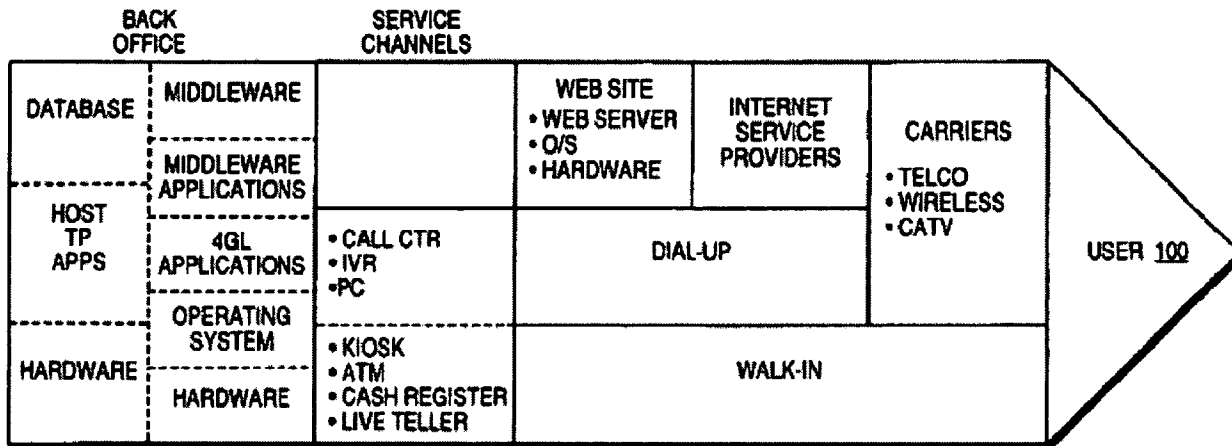 BACK
OFFICE
SERVICE
CHANNELS
DATABASE
HOST
TP
APPS
HARDWARE
MIDDLEWARE
MIDDLEWARE
APPLICATIONS
4GL
APPLICATIONS
OPERATING
SYSTEM
HARDWARE
• CALL CTR
• IVR
•PC
• KIOSK
• ATM
• CASH REGISTER
• LIVE TELLER
WEB SITE
• WEB SERVER
• O/S
• HARDWARE
INTERNET
SERVICE
PROVIDERS
DIAL-UP
WALK-IN
CARRIERS
• TELCO
• WIRELESS
• CATV
USER 100